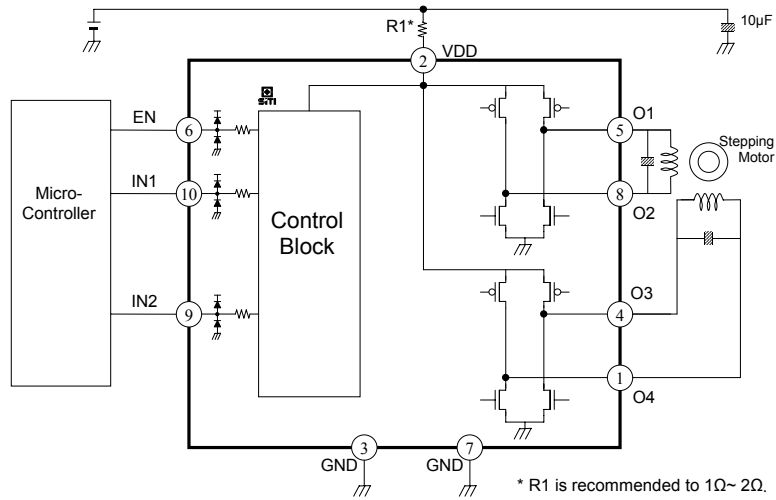 R1*
10µF
VDD
2
SiTI
EN
6
O1
5
Stepping
Motor
Micro-
Controller
IN1
10
8
O2
Control
Block
IN2
9
O3
4
1
O4
3
GND
7
GND
* R1 is recommended to 1Ω~ 2Ω.